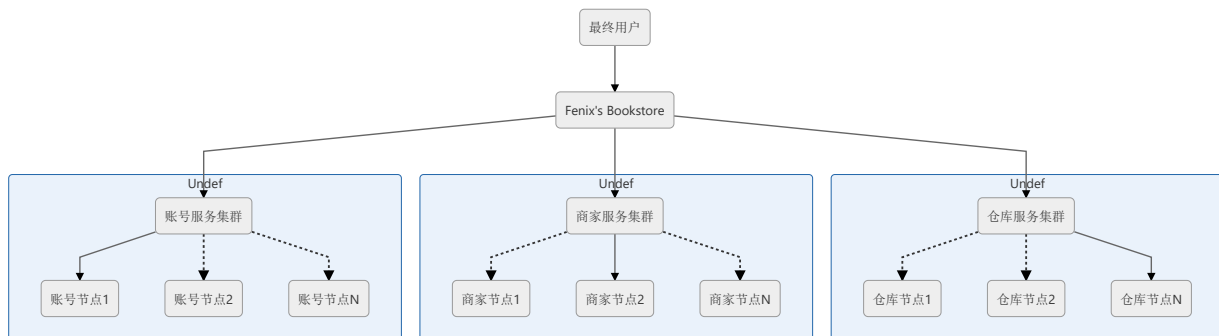 最终用户
Fenix's Bookstore
Undef
Undef
Undef
账号服务集群
商家服务集群
仓库服务集群
账号节点1
账号节点2
账号节点N
商家节点1
商家节点2
商家节点N
仓库节点1
仓库节点2
仓库节点N